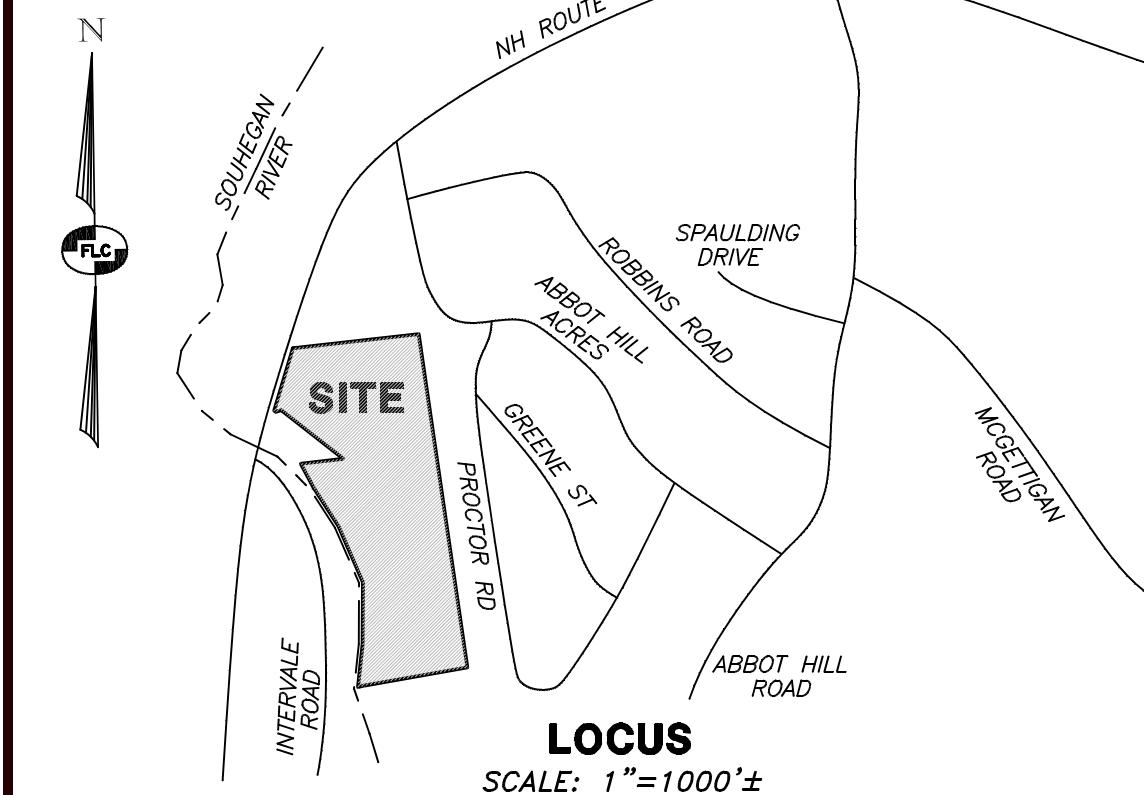 N
NH ROUTE
SOUHEGAN
RIVER
FLC
SPAULDING
DRIVE
ROBBINS ROAD
ABBOT HILL
ACRES
SITE
GREENE ST
MCGETTIGAN
ROAD
PROCTOR RD
INTERVALE
ROAD
ABBOT HILL
ROAD
LOCUS
SCALE: 1"=1000'±